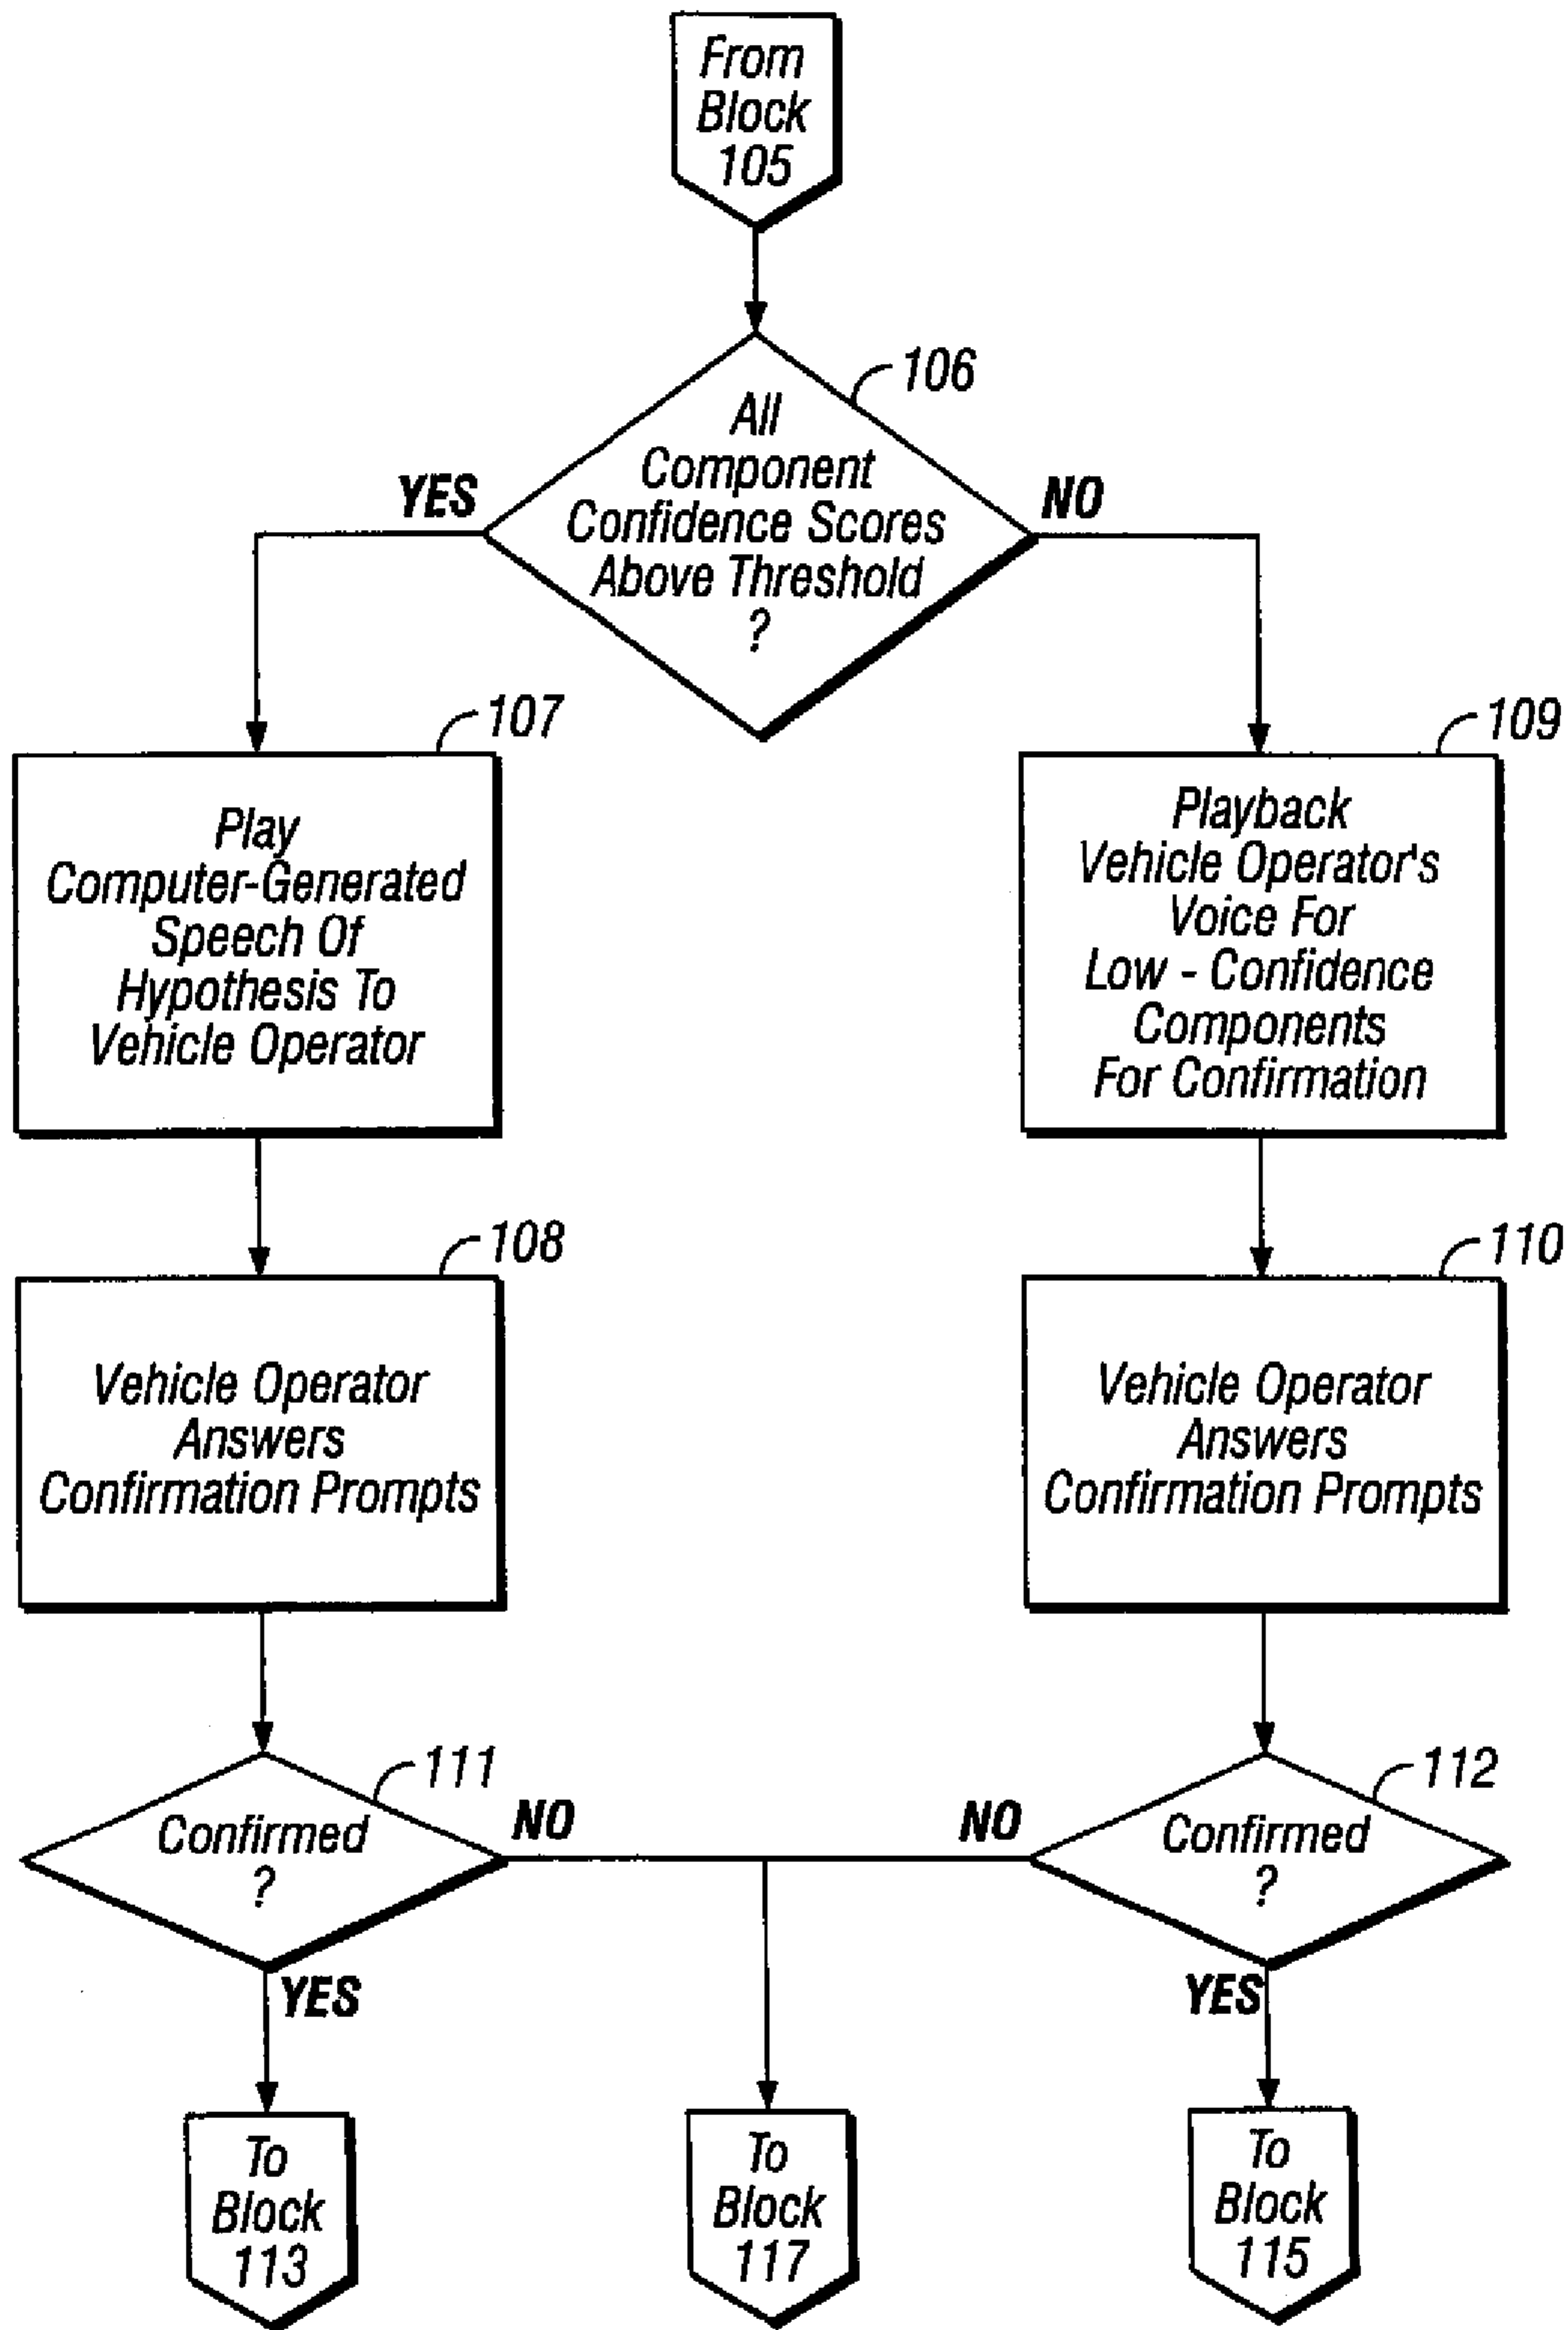 From
Block
105
106
All
Component
Confidence Scores
Above Threshold
?
YES
NO
107
Play
Computer-Generated
Speech Of
Hypothesis To
Vehicle Operator
109
Playback
Vehicle Operator's
Voice For
Low - Confidence
Components
For Confirmation
108
Vehicle Operator
Answers
Confirmation Prompts
110
Vehicle Operator
Answers
Confirmation Prompts
111
Confirmed
?
NO
YES
112
Confirmed
?
NO
YES
To
Block
113
To
Block
117
To
Block
115